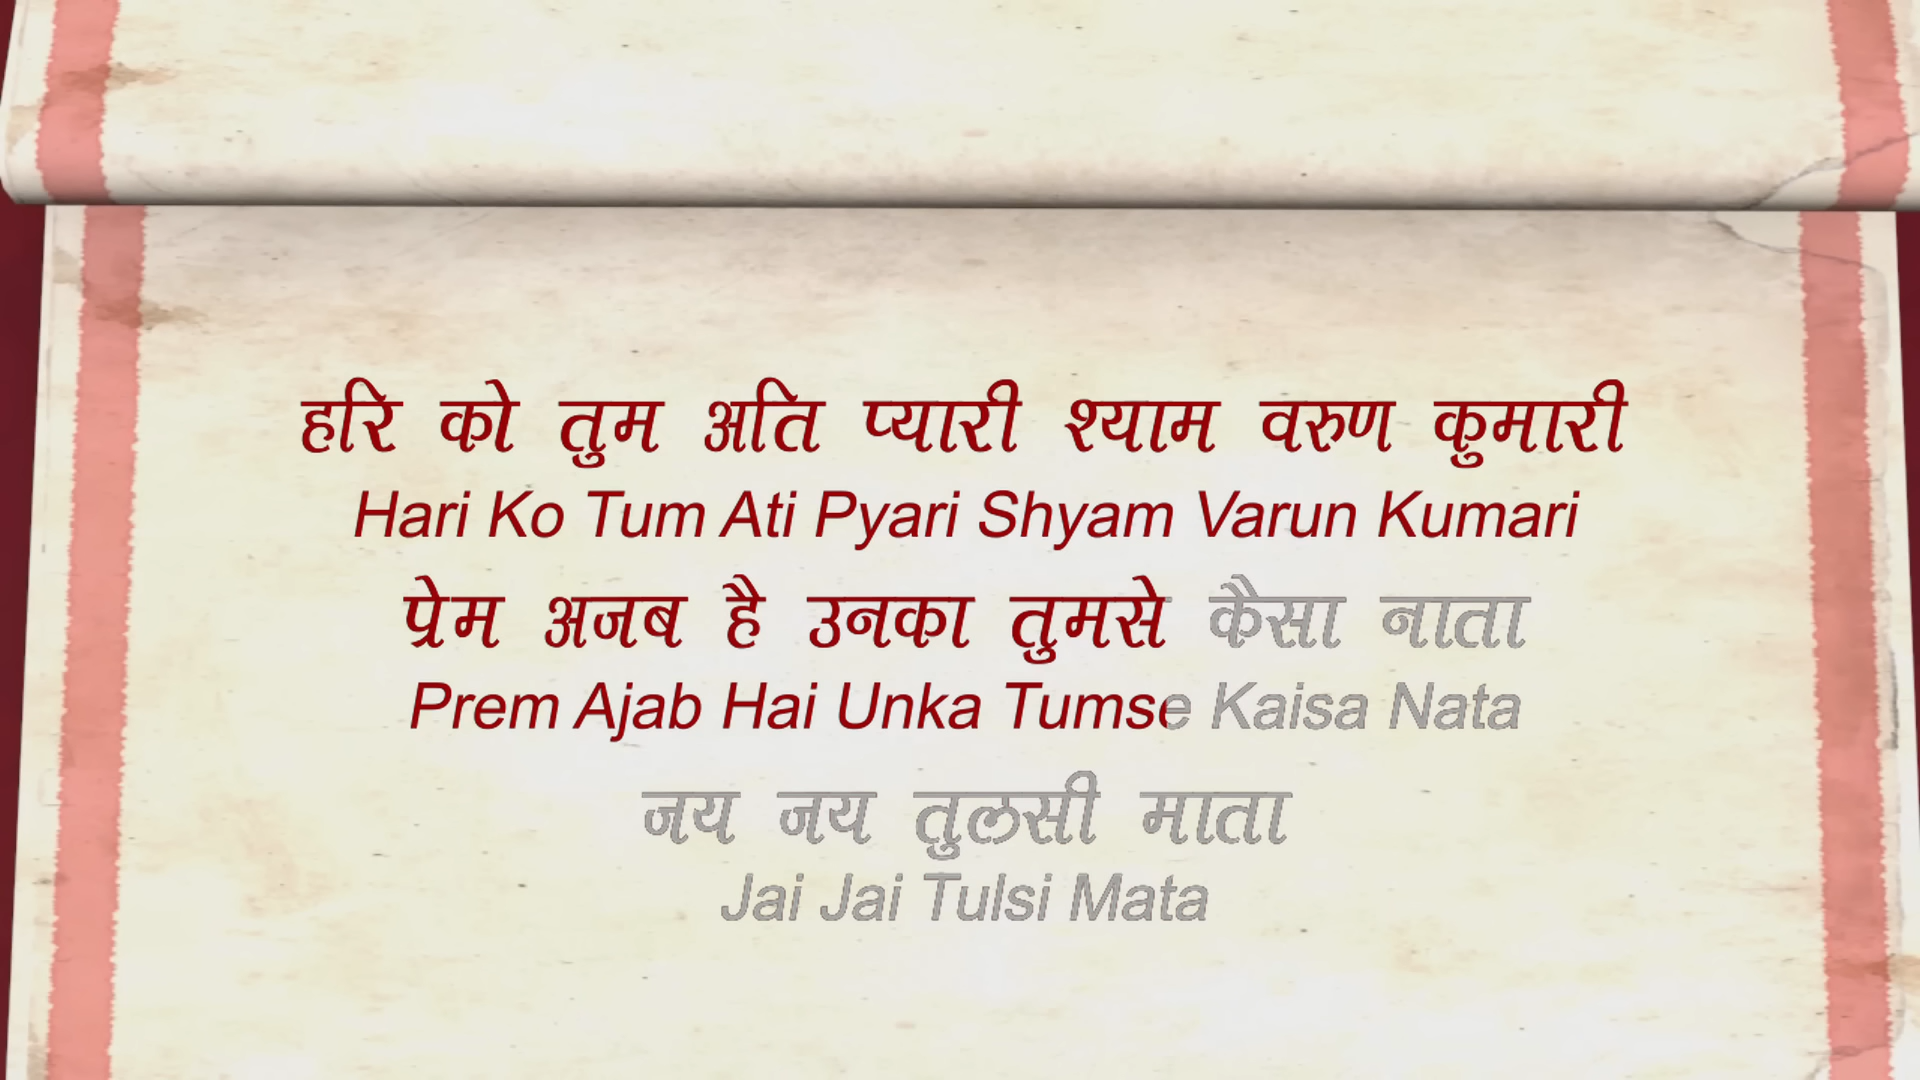 हरि को तुम अति प्यारी श्याम वरुण कुमारी
Hari Ko Tum Ati Pyari Shyam Varun Kumari
प्रेम अजब है उनका तुमसे कैसा नाता
Prem Ajab Hai Unka Tumse Kaisa Nata
जय जय तुलसी माता
Jai Jai Tulsi Mata